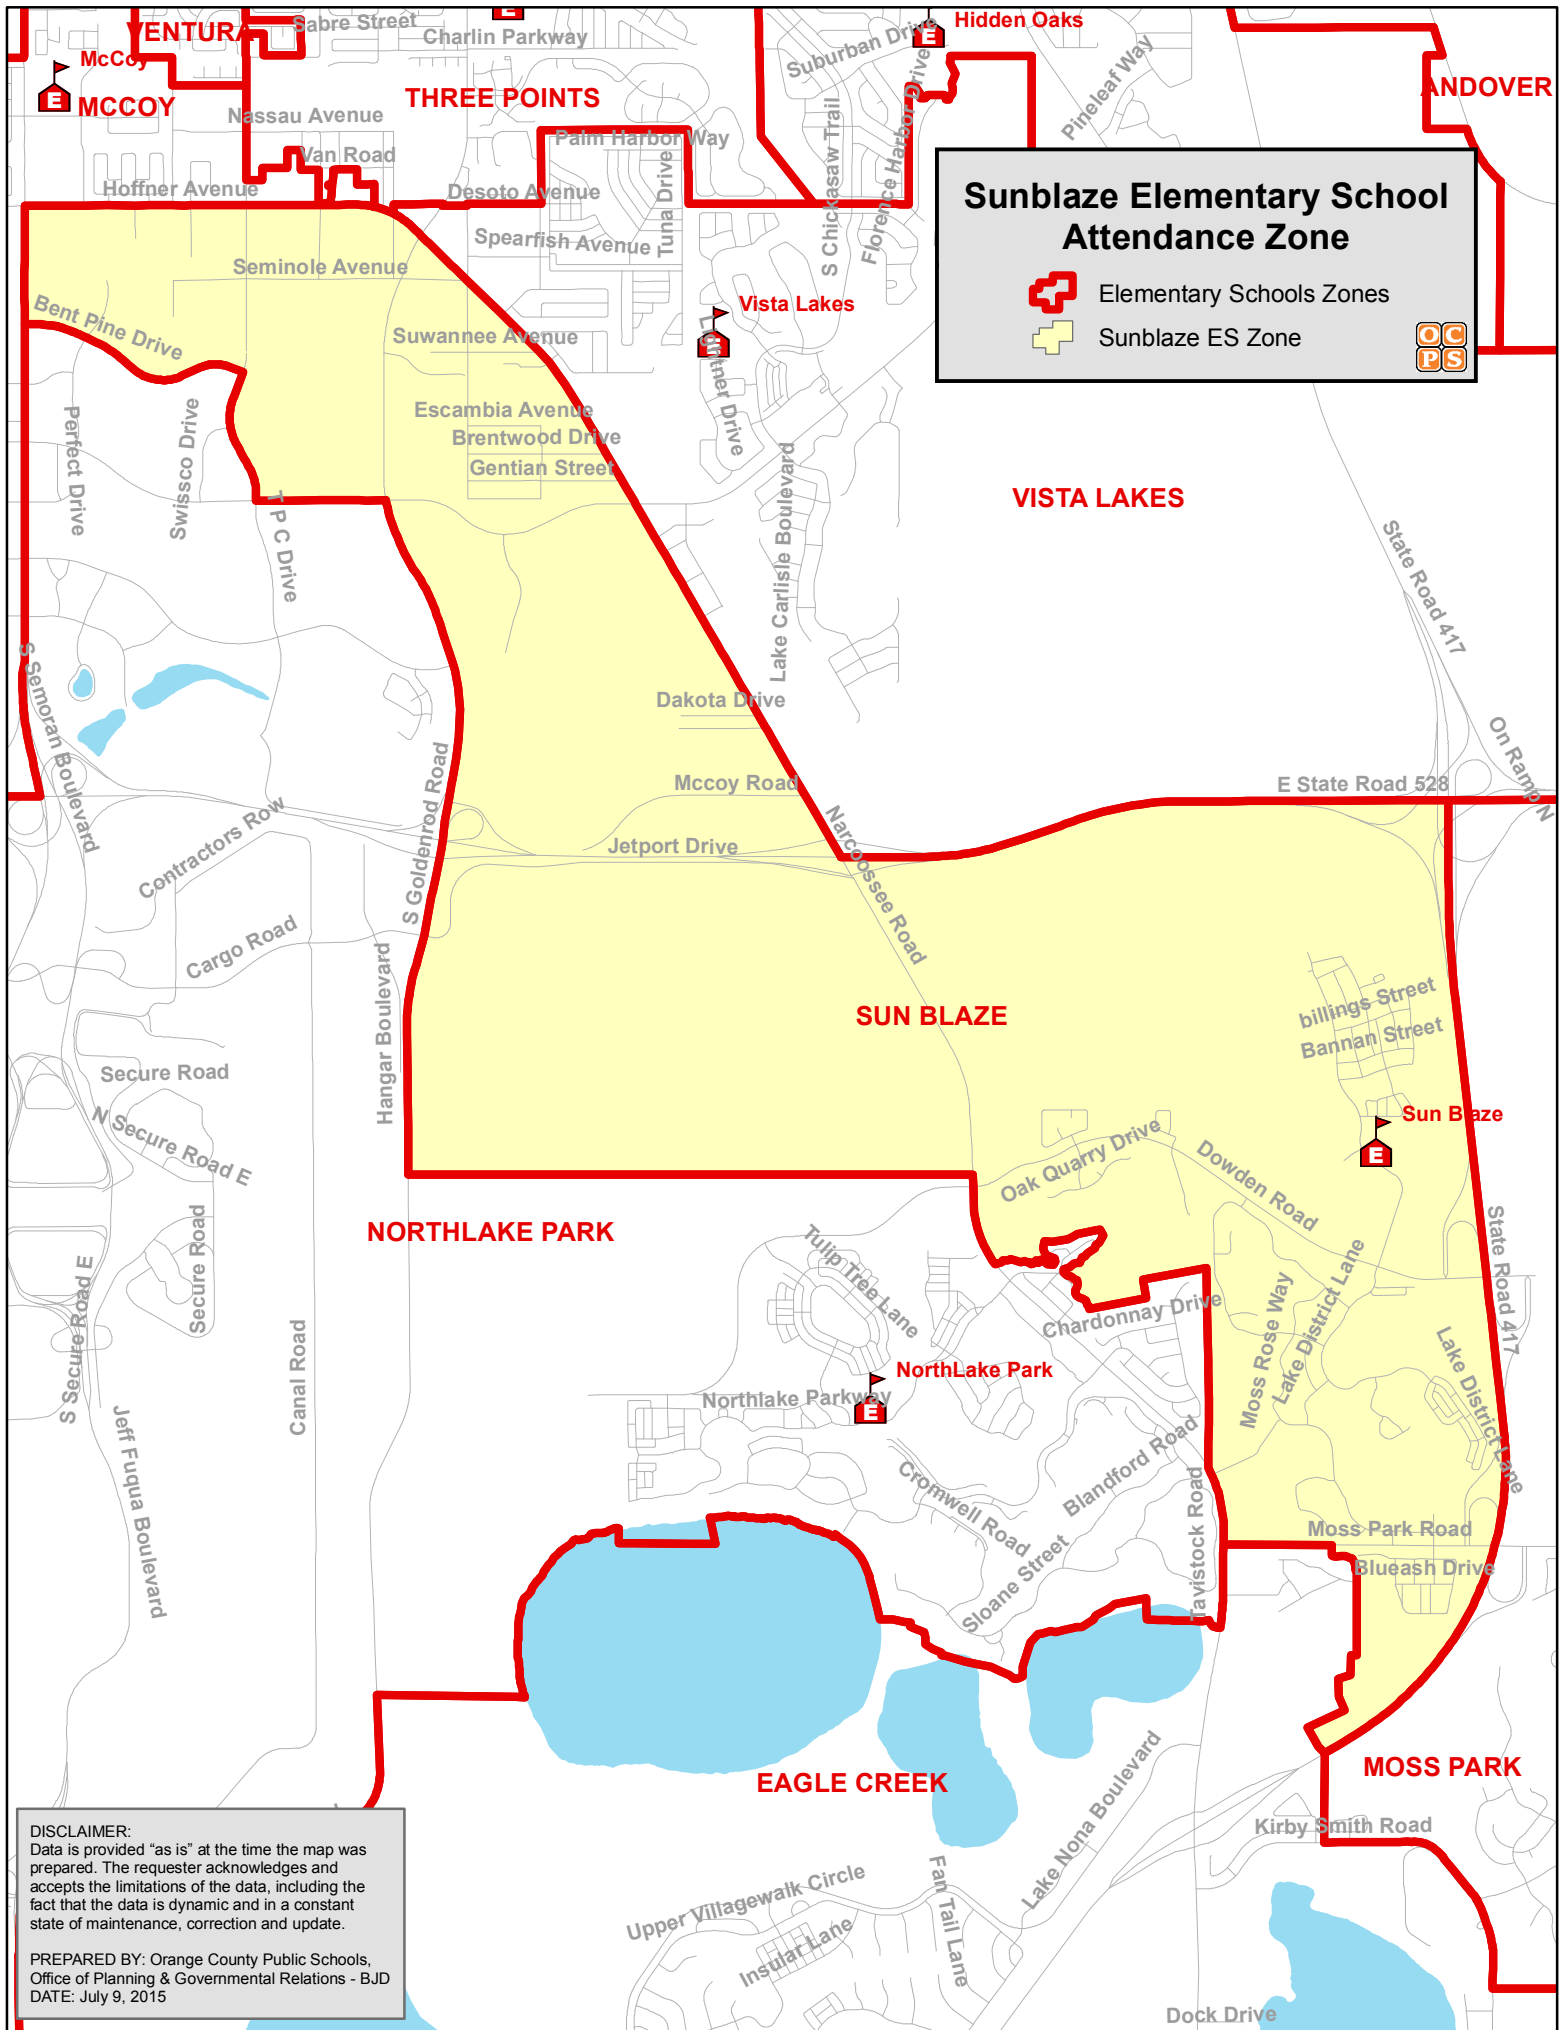 VENTURA
Sabre Street
Charlin Parkway
E
Suburban Drive
Hidden Oaks
E
Pineleaf Way
McCoy
E
MCCOY
THREE POINTS
ANDOVER
Nassau Avenue
Van Road
Palm Harbor Way
Hoffner Avenue
Desoto Avenue
Tuna Drive
S Chickasaw Trail
Florence Harbor Drive
Spearfish Avenue
Seminole Avenue
Sunblaze Elementary School
Attendance Zone
Elementary Schools Zones
Sunblaze ES Zone
OC
PS
Bent Pine Drive
Suwannee Avenue
Vista Lakes
Lightner Drive
Perfect Drive
Swissco Drive
Escambia Avenue
Brentwood Drive
Gentian Street
T P C Drive
Lake Carlisle Boulevard
VISTA LAKES
State Road 417
S Semoran Boulevard
Dakota Drive
S Goldenrod Road
Mccoy Road
E State Road 528
On Ramp N
Contractors Row
Jetport Drive
Narcoossee Road
Cargo Road
Hangar Boulevard
SUN BLAZE
billings Street
Bannan Street
Secure Road
N Secure Road E
Sun Blaze
E
Oak Quarry Drive
Dowden Road
Secure Road
NORTHLAKE PARK
Tulip Tree Lane
State Road 417
S Secure Road E
Canal Road
Chardonnay Drive
Moss Rose Way
Lake District Lane
Lake District Lane
NorthLake Park
Northlake Parkway
E
Jeff Fuqua Boulevard
Cromwell Road
Blandford Road
Tavistock Road
Moss Park Road
Blueash Drive
Sloane Street
EAGLE CREEK
Lake Nona Boulevard
MOSS PARK
Kirby Smith Road
Upper Villagewalk Circle
Insular Lane
Fan Tail Lane
Dock Drive
DISCLAIMER:
Data is provided “as is” at the time the map was
prepared. The requester acknowledges and
accepts the limitations of the data, including the
fact that the data is dynamic and in a constant
state of maintenance, correction and update.
PREPARED BY: Orange County Public Schools,
Office of Planning & Governmental Relations - BJD
DATE: July 9, 2015